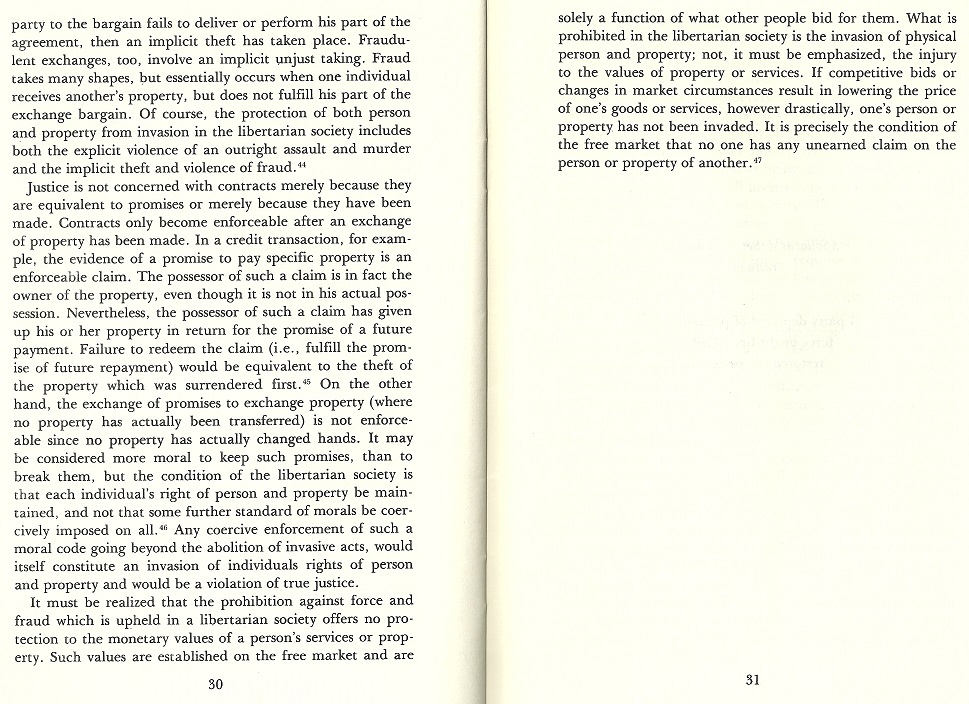 party to the bargain fails to deliver or perform his part of the
agreement, then an implicit theft has taken place. Fraudu-
lent exchanges, too, involve an implicit unjust taking. Fraud
takes many shapes, but essentially occurs when one individual
receives another's property, but does not fulfill his part of the
exchange bargain. Of course, the protection of both person
and property from invasion in the libertarian society includes
both the explicit violence of an outright assault and murder
and the implicit theft and violence of fraud.⁴⁴
Justice is not concerned with contracts merely because they
are equivalent to promises or merely because they have been
made. Contracts only become enforceable after an exchange
of property has been made. In a credit transaction, for exam-
ple, the evidence of a promise to pay specific property is an
enforceable claim. The possessor of such a claim is in fact the
owner of the property, even though it is not in his actual pos-
session. Nevertheless, the possessor of such a claim has given
up his or her property in return for the promise of a future
payment. Failure to redeem the claim (i.e., fulfill the prom-
ise of future repayment) would be equivalent to the theft of
the property which was surrendered first.⁴⁵ On the other
hand, the exchange of promises to exchange property (where
no property has actually been transferred) is not enforce-
able since no property has actually changed hands. It may
be considered more moral to keep such promises, than to
break them, but the condition of the libertarian society is
that each individual's right of person and property be main-
tained, and not that some further standard of morals be coer-
cively imposed on all.⁴⁶ Any coercive enforcement of such a
moral code going beyond the abolition of invasive acts, would
itself constitute an invasion of individuals rights of person
and property and would be a violation of true justice.
It must be realized that the prohibition against force and
fraud which is upheld in a libertarian society offers no pro-
tection to the monetary values of a person's services or prop-
erty. Such values are established on the free market and are
30
solely a function of what other people bid for them. What is
prohibited in the libertarian society is the invasion of physical
person and property; not, it must be emphasized, the injury
to the values of property or services. If competitive bids or
changes in market circumstances result in lowering the price
of one's goods or services, however drastically, one's person or
property has not been invaded. It is precisely the condition of
the free market that no one has any unearned claim on the
person or property of another.⁴⁷
31